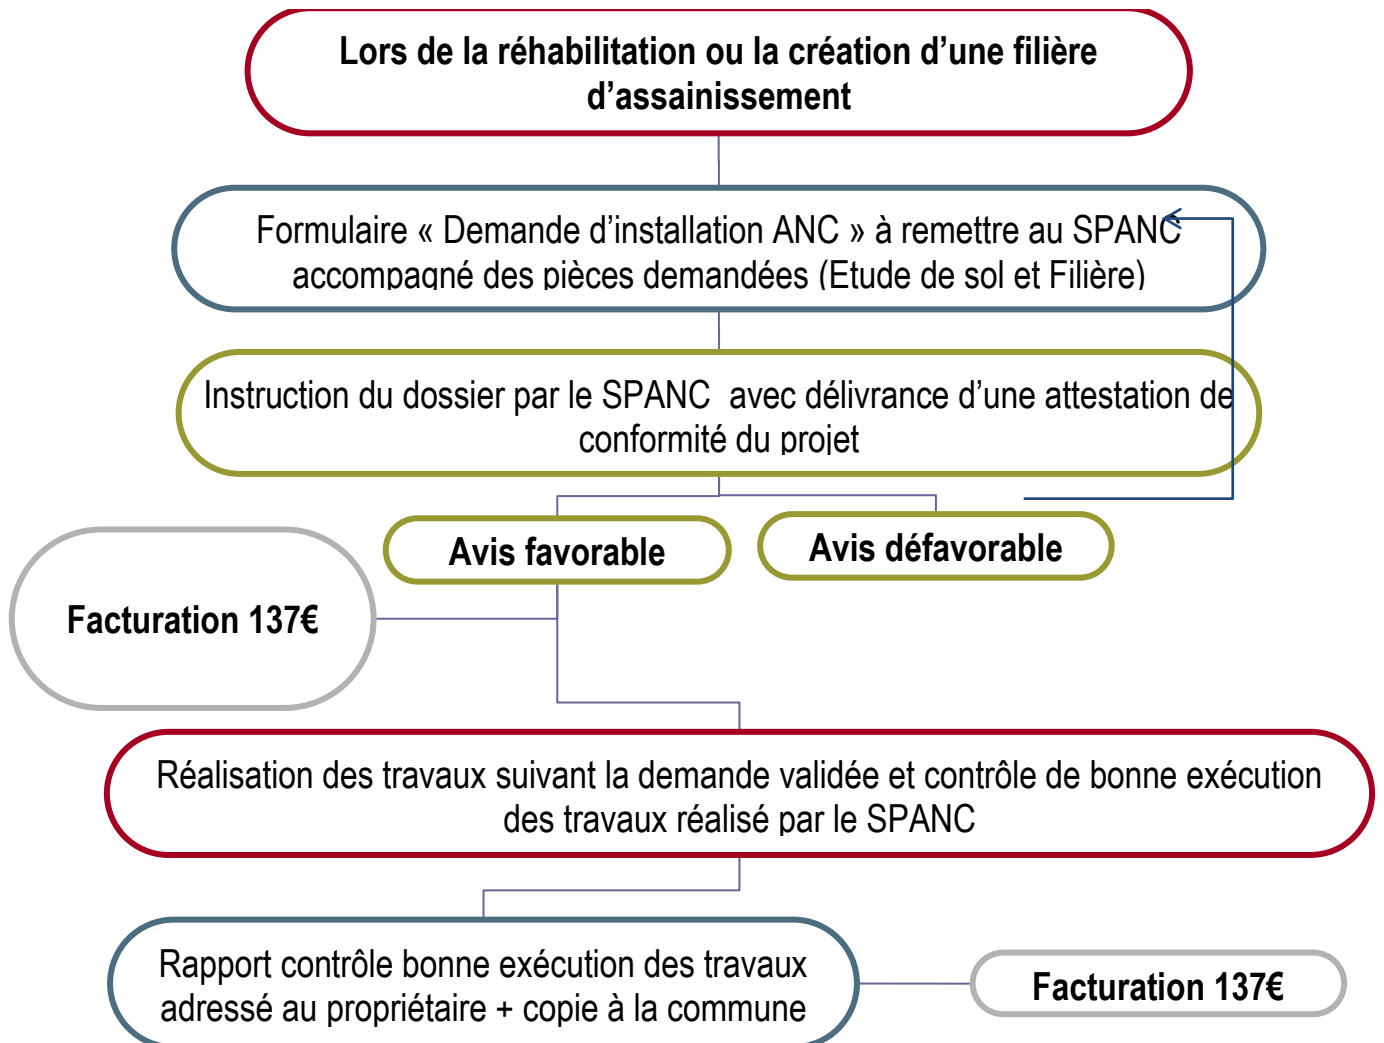 Lors de la réhabilitation ou la création d’une filière
d’assainissement
Formulaire « Demande d’installation ANC » à remettre au SPANC
accompagné des pièces demandées (Etude de sol et Filière)
Instruction du dossier par le SPANC  avec délivrance d’une attestation de
conformité du projet
Avis favorable
Avis défavorable
Facturation 137€
Réalisation des travaux suivant la demande validée et contrôle de bonne exécution
des travaux réalisé par le SPANC
Rapport contrôle bonne exécution des travaux
adressé au propriétaire + copie à la commune
Facturation 137€